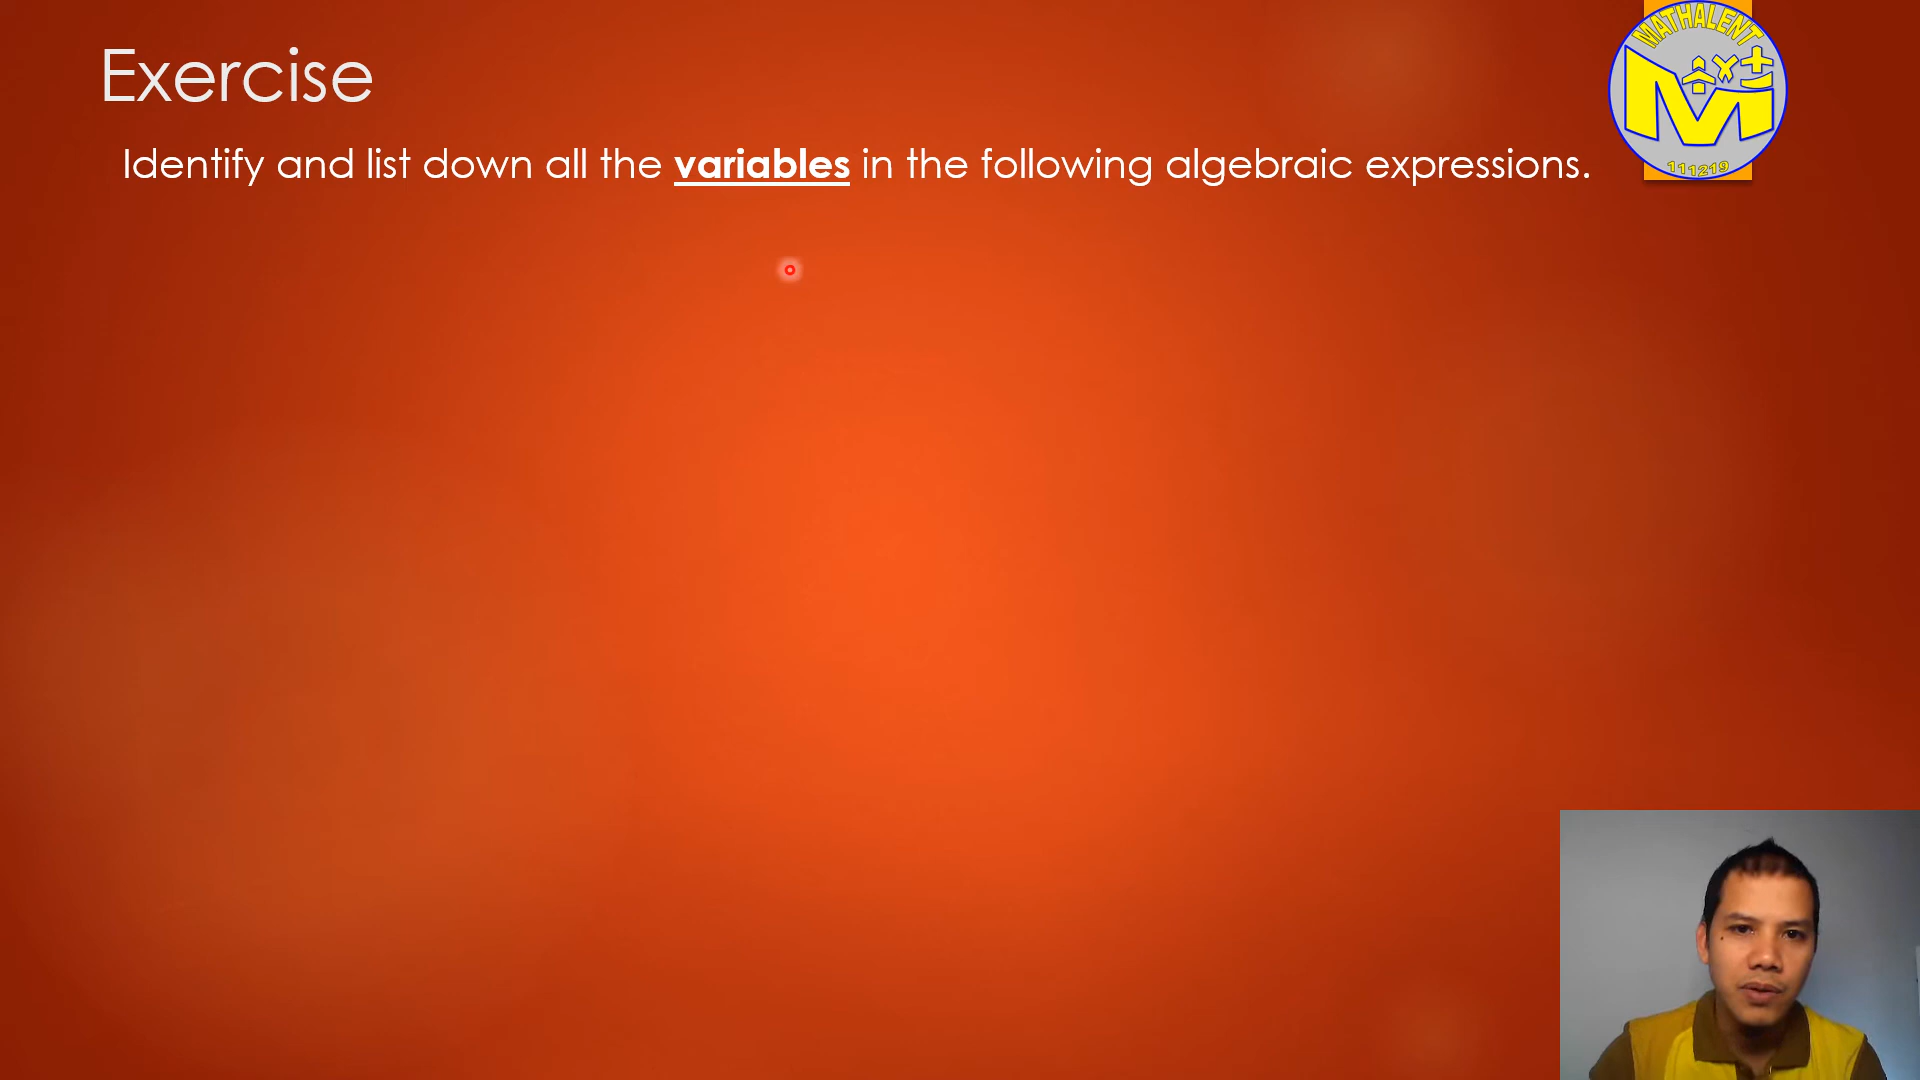 Exercise
MATHALENT
Identify and list down all the variables in the following algebraic expressions.
111219